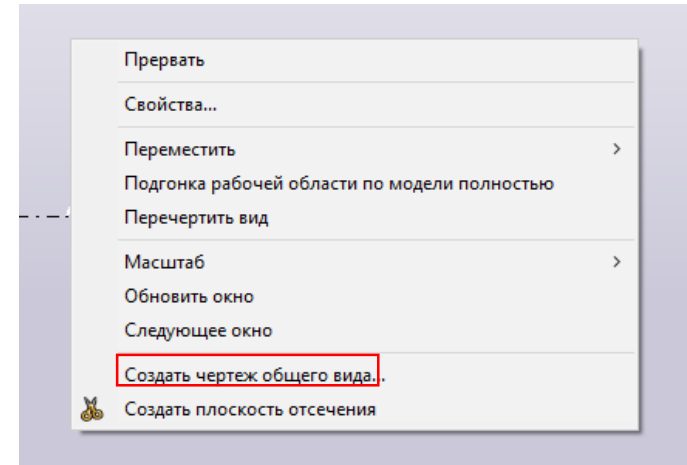 Прервать
Свойства...
Переместить
Подгонка рабочей области по модели полностью
Перечертить вид
Масштаб
Обновить окно
Следующее окно
Создать чертеж общего вида...
Создать плоскость отсечения